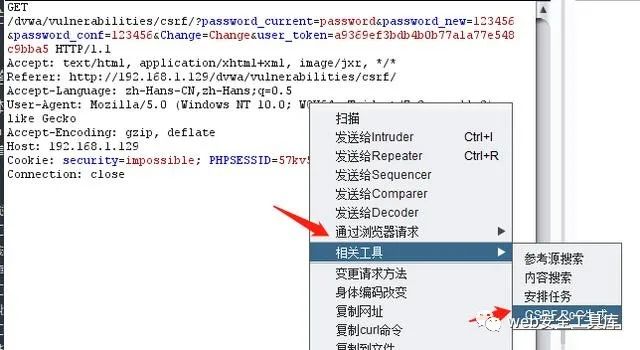 GET
/dvwa/vulnerabilities/csrf/?password_current=password&password_new=123456
&password_conf=123456&Change=Change&user_token=a9369ef3bdb4b0b77a1a77e548
c9bba5 HTTP/1.1
Accept: text/html, application/xhtml+xml, image/jxr, */*
Referer: http://192.168.1.129/dvwa/vulnerabilities/csrf/
Accept-Language: zh-Hans-CN,zh-Hans;q=0.5
User-Agent: Mozilla/5.0 (Windows NT 10.0;
like Gecko
Accept-Encoding: gzip, deflate
Host: 192.168.1.129
Cookie: security=impossible; PHPSESSID=57kv5
Connection: close
扫描
发送给Intruder Ctrl+I
发送给Repeater Ctrl+R
发送给Sequencer
发送给Comparer
发送给Decoder
通过浏览器请求
相关工具
变更请求方法
身体编码改变
复制网址
复制curl命令
复制到文件
参考源搜索
内容搜索
安排任务
CSRF PoC生成
web安全工具库